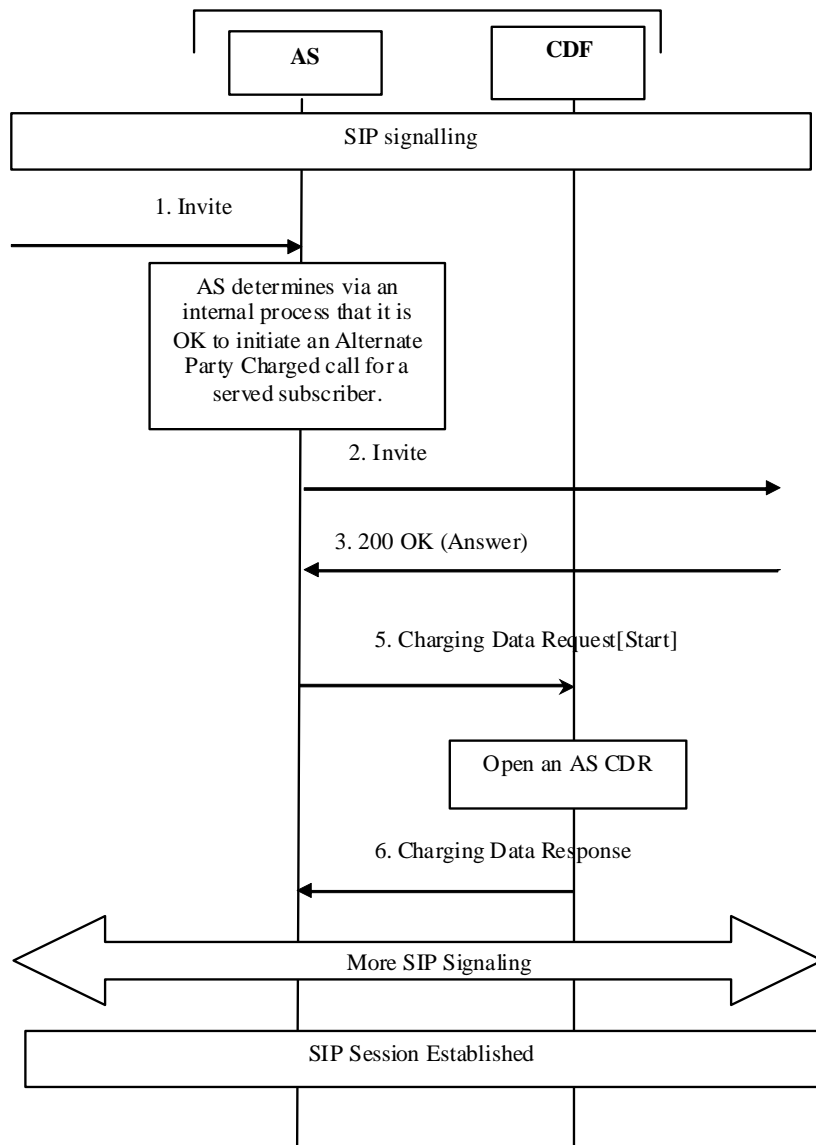 AS
CDF
SIP signalling
1. Invite
AS determines via an
internal process that it is
OK to initiate an Alternate
Party Charged call for a
served subscriber.
2. Invite
3. 200 OK (Answer)
5. Charging Data Request[Start]
Open an AS CDR
6. Charging Data Response
More SIP Signaling
SIP Session Established